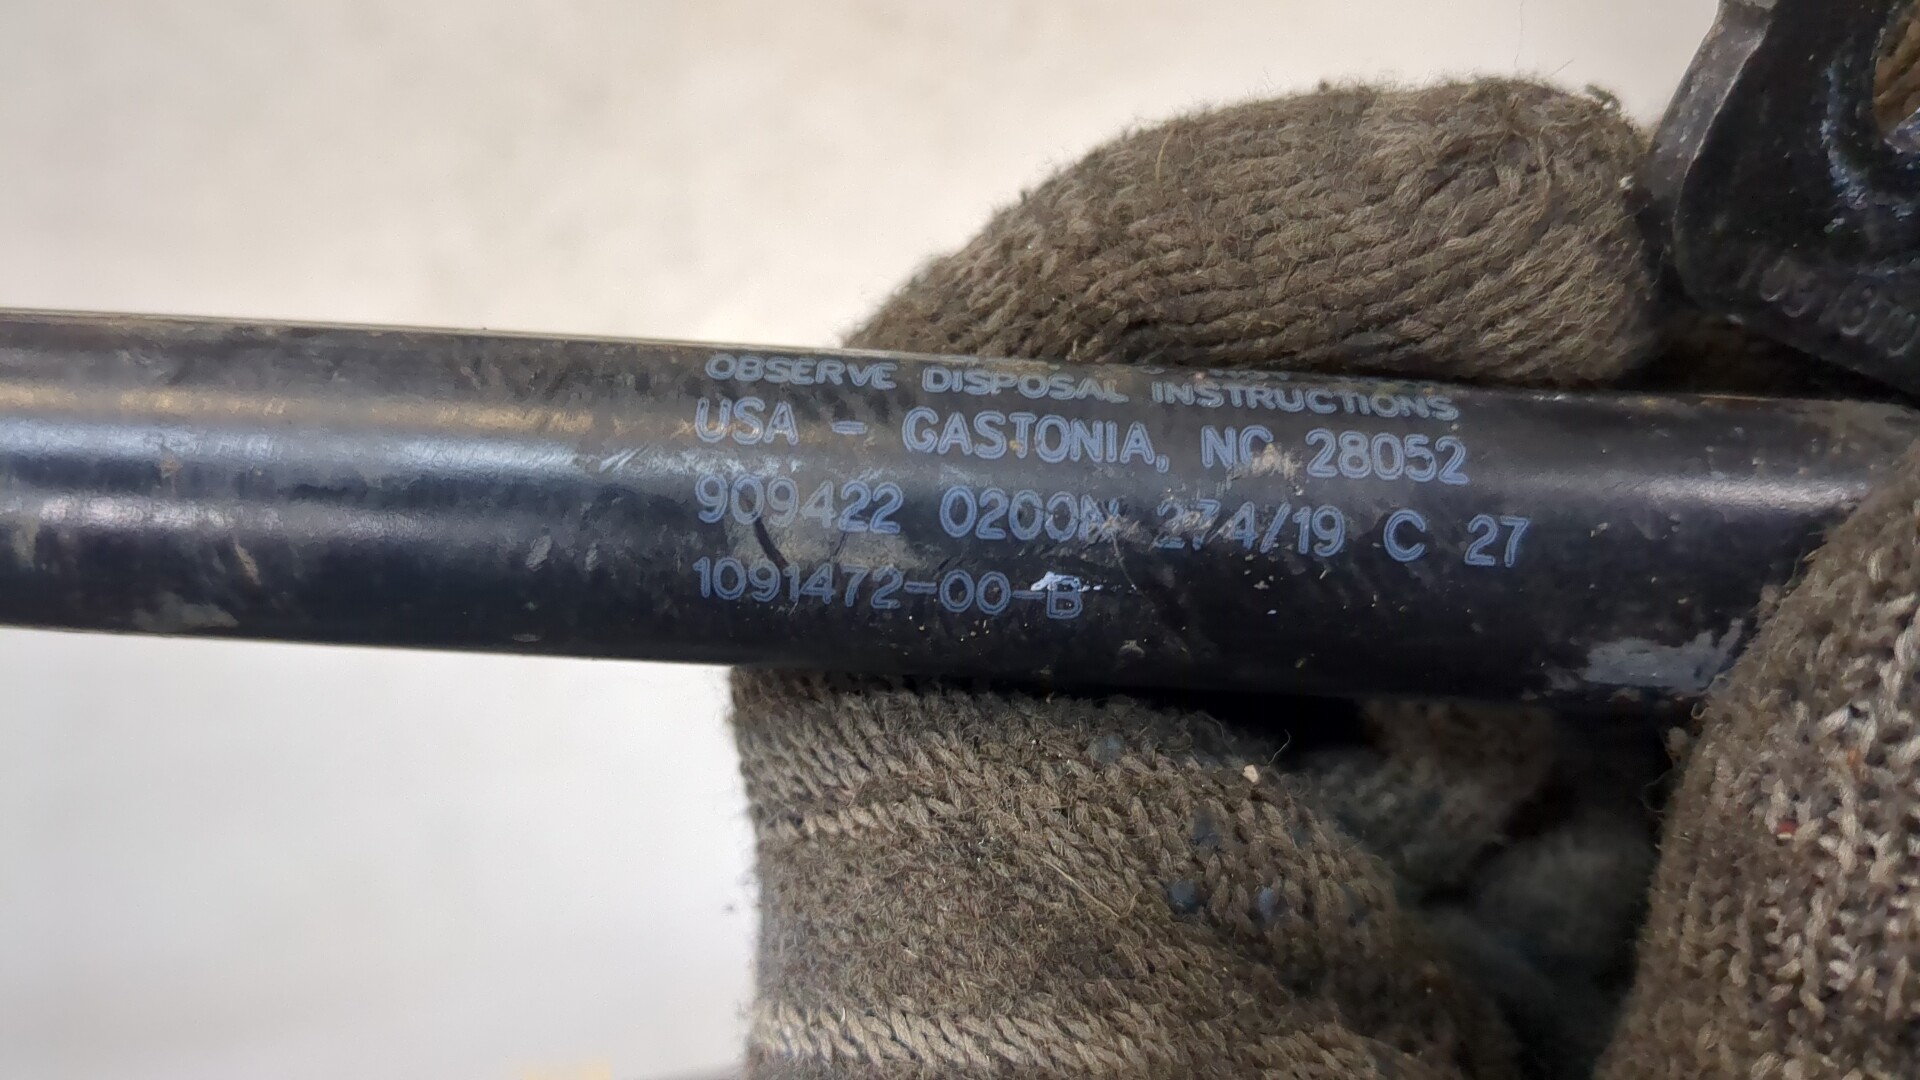 OBSERVE DISPOSAL INSTRUCTIONS
USA - GASTONIA, NC 28052
909422 0200N 274/19 C 27
1091472-00-B